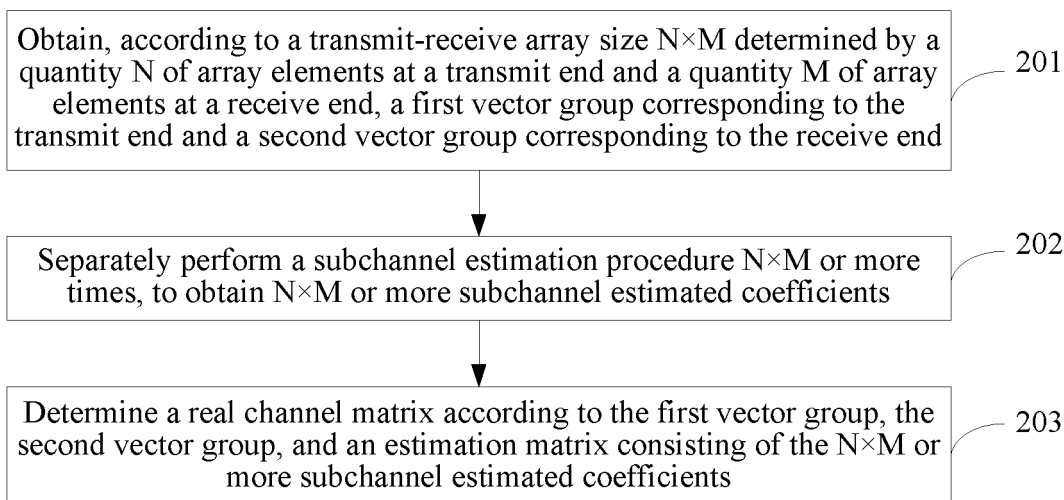 Obtain, according to a transmit-receive array size N×M determined by a
quantity N of array elements at a transmit end and a quantity M of array
elements at a receive end, a first vector group corresponding to the
transmit end and a second vector group corresponding to the receive end
201
Separately perform a subchannel estimation procedure N×M or more
times, to obtain N×M or more subchannel estimated coefficients
202
Determine a real channel matrix according to the first vector group, the
second vector group, and an estimation matrix consisting of the N×M or
more subchannel estimated coefficients
203